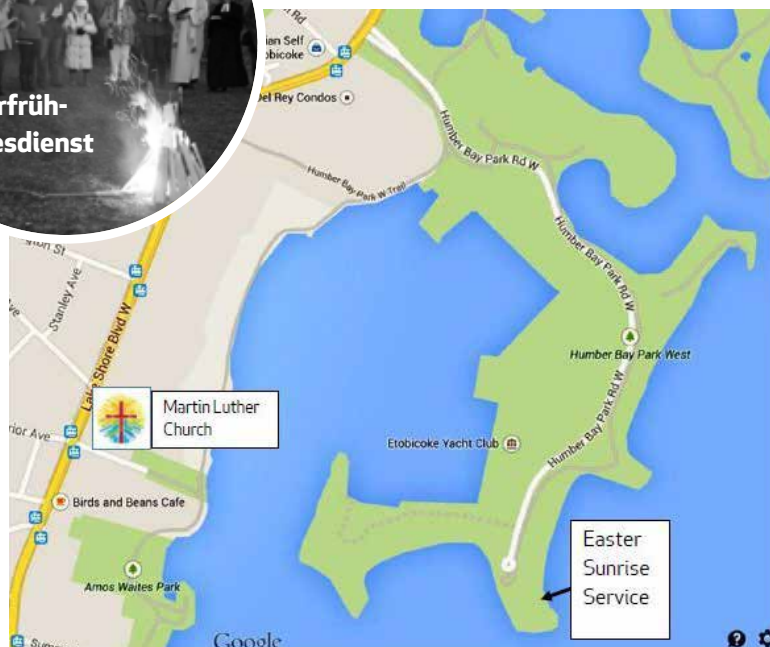 rfrüh-
esdienst
Rd
ian Self
obicoke
Del Rey Condos
Humber Bay Park Rd W
Humber Bay Park W Trail
Humber Bay Park Rd W
Stanley Ave
Lake Shore Blvd W
Humber Bay Park West
Martin Luther
Church
Humber Bay Park Rd W
Etobicoke Yacht Club
Birds and Beans Cafe
Easter
Sunrise
Service
Amos Waites Park
Google